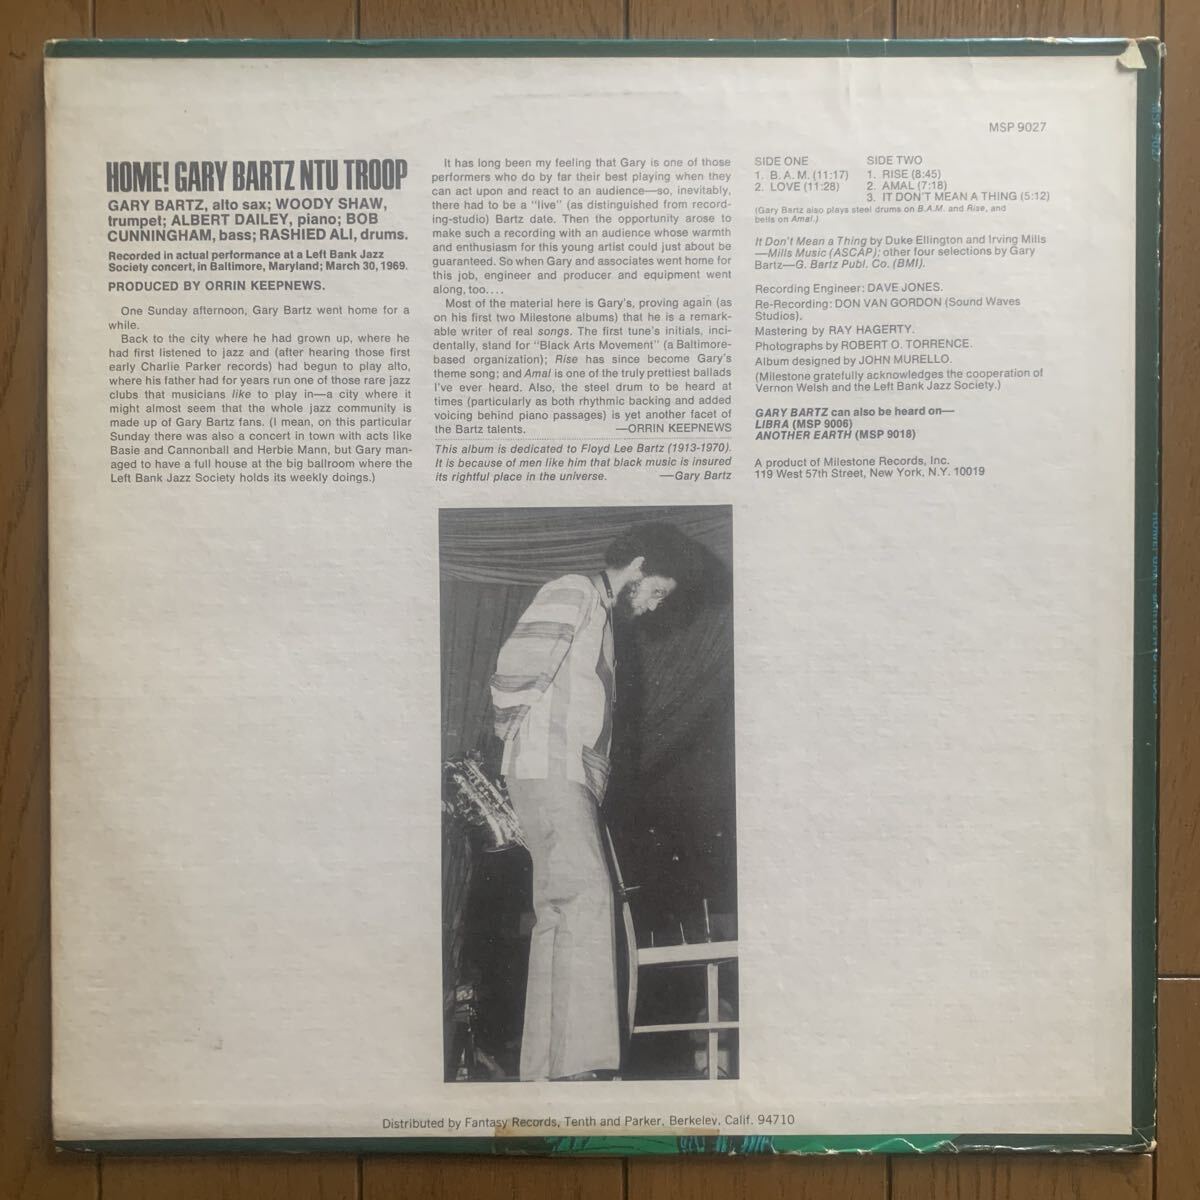 MSP 9027
HOME! GARY BARTZ NTU TROOP
GARY BARTZ, alto sax; WOODY SHAW,
trumpet; ALBERT DAILEY, piano; BOB
CUNNINGHAM, bass; RASHIED ALI, drums.
Recorded in actual performance at a Left Bank Jazz
Society concert, in Baltimore, Maryland; March 30, 1969.
PRODUCED BY ORRIN KEEPNEWS.
One Sunday afternoon, Gary Bartz went home for a
while.
Back to the city where he had grown up, where he
had first listened to jazz and (after hearing those first
early Charlie Parker records) had begun to play alto,
where his father had for years run one of those rare jazz
clubs that musicians like to play in—a city where it
might almost seem that the whole jazz community is
made up of Gary Bartz fans. (I mean, on this particular
Sunday there was also a concert in town with acts like
Basie and Cannonball and Herbie Mann, but Gary man-
aged to have a full house at the big ballroom where the
Left Bank Jazz Society holds its weekly doings.)
It has long been my feeling that Gary is one of those
performers who do by far their best playing when they
can act upon and react to an audience—so, inevitably,
there had to be a "live" (as distinguished from record-
ing-studio) Bartz date. Then the opportunity arose to
make such a recording with an audience whose warmth
and enthusiasm for this young artist could just about be
guaranteed. So when Gary and associates went home for
this job, engineer and producer and equipment went
along, too....
Most of the material here is Gary's, proving again (as
on his first two Milestone albums) that he is a remark-
able writer of real songs. The first tune's initials, inci-
dentally, stand for "Black Arts Movement" (a Baltimore-
based organization); Rise has since become Gary's
theme song; and Amal is one of the truly prettiest ballads
I've ever heard. Also, the steel drum to be heard at
times (particularly as both rhythmic backing and added
voicing behind piano passages) is yet another facet of
the Bartz talents. —ORRIN KEEPNEWS
This album is dedicated to Floyd Lee Bartz (1913-1970).
It is because of men like him that black music is insured
its rightful place in the universe. —Gary Bartz
SIDE ONE
1. B.A.M. (11:17)
2. LOVE (11:28)
SIDE TWO
1. RISE (8:45)
2. AMAL (7:18)
3. IT DON'T MEAN A THING (5:12)
(Gary Bartz also plays steel drums on B.A.M. and Rise, and
bells on Amal.)
It Don't Mean a Thing by Duke Ellington and Irving Mills
—Mills Music (ASCAP); other four selections by Gary
Bartz—G. Bartz Publ. Co. (BMI).
Recording Engineer: DAVE JONES.
Re-Recording: DON VAN GORDON (Sound Waves
Studios).
Mastering by RAY HAGERTY.
Photographs by ROBERT O. TORRENCE.
Album designed by JOHN MURELLO.
(Milestone gratefully acknowledges the cooperation of
Vernon Welsh and the Left Bank Jazz Society.)
GARY BARTZ can also be heard on—
LIBRA (MSP 9006)
ANOTHER EARTH (MSP 9018)
A product of Milestone Records, Inc.
119 West 57th Street, New York, N.Y. 10019
Distributed by Fantasy Records, Tenth and Parker, Berkeley, Calif. 94710